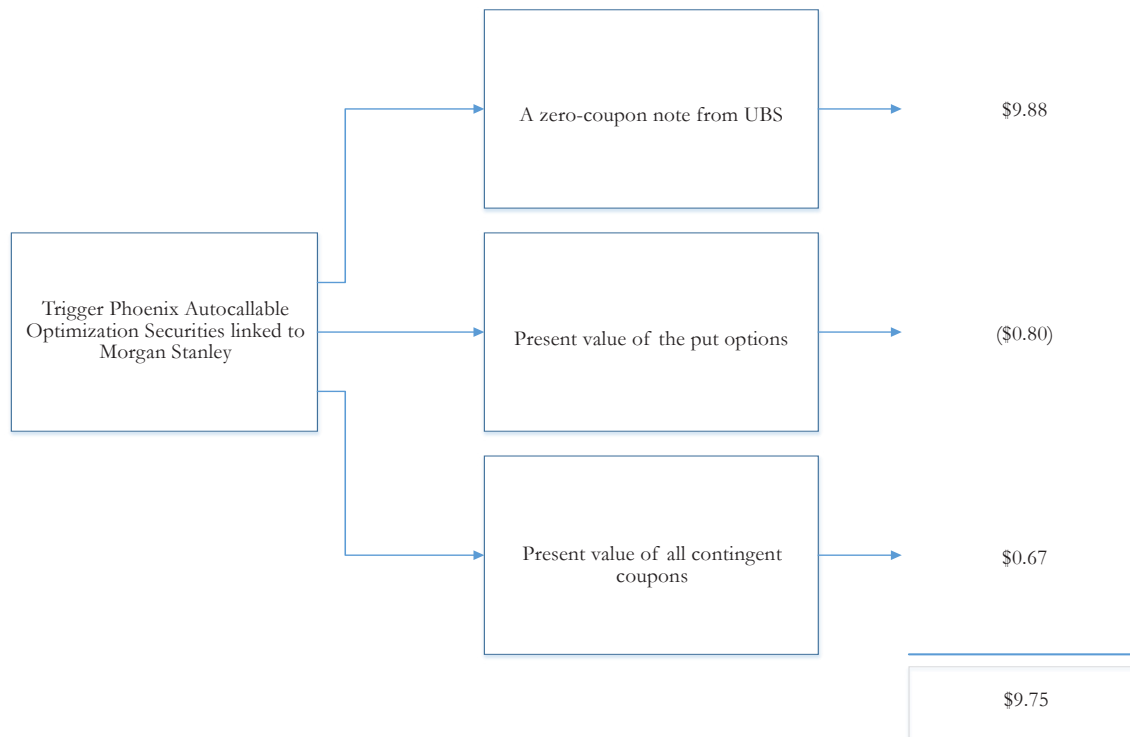 A zero-coupon note from UBS
$9.88
Trigger Phoenix Autocallable
Optimization Securities linked to
Morgan Stanley
Present value of the put options
($0.80)
Present value of all contingent
coupons
$0.67
$9.75